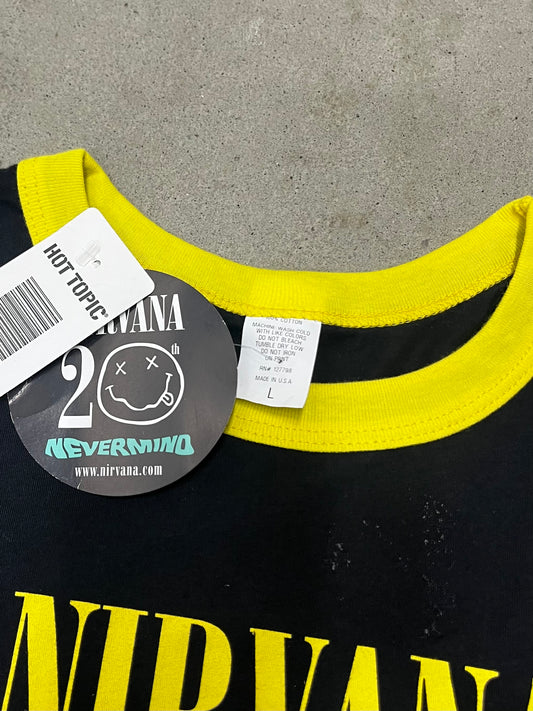 HOT TOPIC®
NIRVANA
20th
NEVERMIND
www.nirvana.com
COTTON
MACHINE WASH COLD
WITH LIKE COLORS
DO NOT BLEACH
TUMBLE DRY LOW
DO NOT IRON
ON PRINT
RN# 127798
MADE IN U.S.A
L
NIRVANA